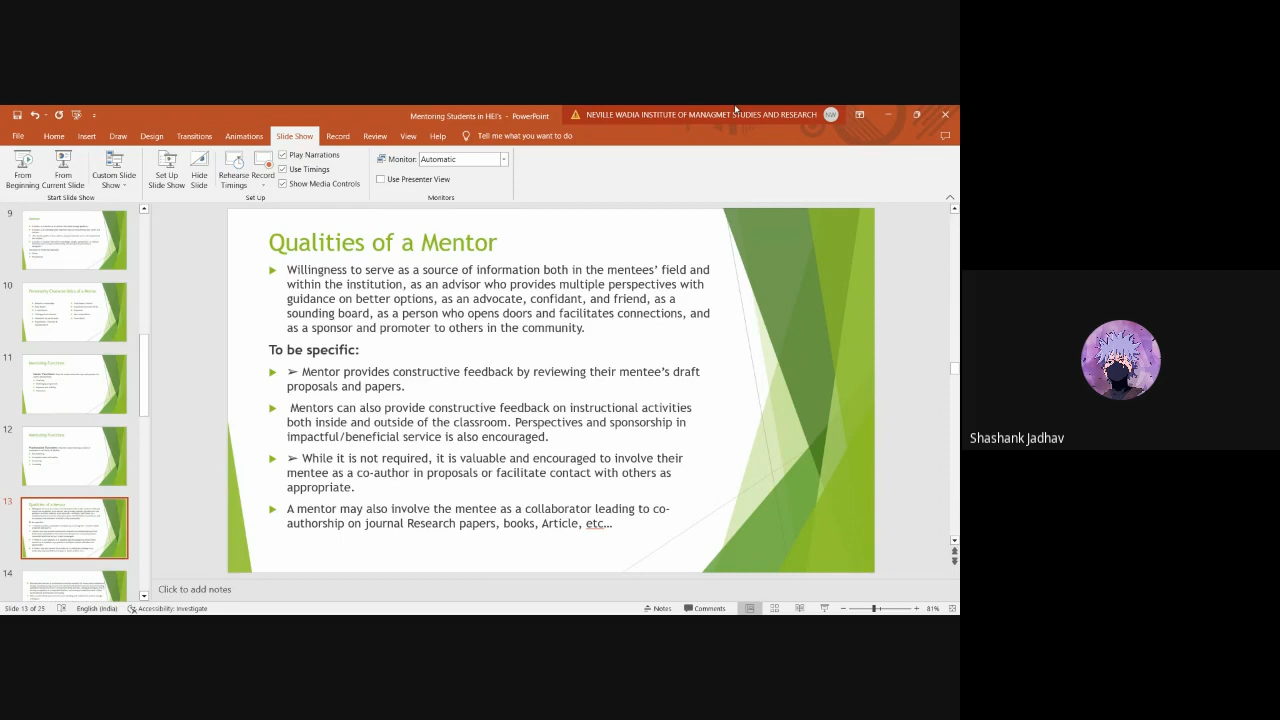 Mentoring Students in HEI's - PowerPoint
NEVILLE WADIA INSTITUTE OF MANAGMET STUDIES AND RESEARCH
NW
File Home Insert Draw Design Transitions Animations Slide Show Record Review View Help Tell me what you want to do
From Beginning
From Current Slide
Custom Slide Show
Set Up Slide Show
Hide Slide
Rehearse Timings
Record
Play Narrations
Use Timings
Show Media Controls
Monitor: Automatic
Use Presenter View
Start Slide Show
Set Up
Monitors
9
10
11
12
13
14
Qualities of a Mentor
Willingness to serve as a source of information both in the mentees' field and
within the institution, as an advisor who provides multiple perspectives with
guidance on better options, as an advocate, confidant, and friend, as a
sounding board, as a person who opens doors and facilitates connections, and
as a sponsor and promoter to others in the community.
To be specific:
➢ Mentor provides constructive feedback by reviewing their mentee's draft
proposals and papers.
Mentors can also provide constructive feedback on instructional activities
both inside and outside of the classroom. Perspectives and sponsorship in
impactful/beneficial service is also encouraged.
➢ While it is not required, it is valuable and encouraged to involve their
mentee as a co-author in proposals or facilitate contact with others as
appropriate.
A mentor may also involve the mentee as a collaborator leading to co-
authorship on journal Research papers, books, Article, etc…
Click to add notes
Slide 13 of 25 English (India) Accessibility: Investigate Notes Comments 81%
Shashank Jadhav